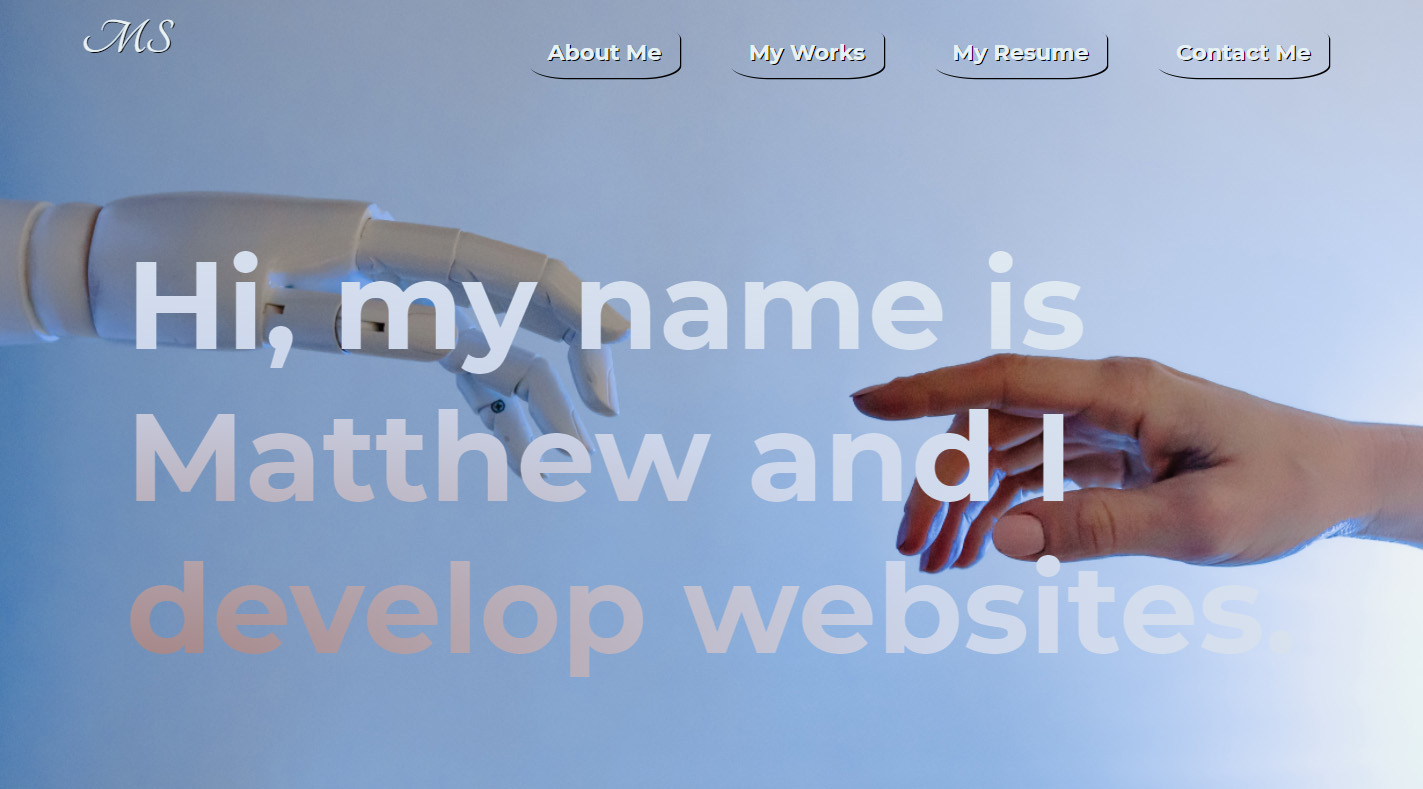 MS
About Me
My Works
My Resume
Contact Me
Hi, my name is
Matthew and I
develop websites.